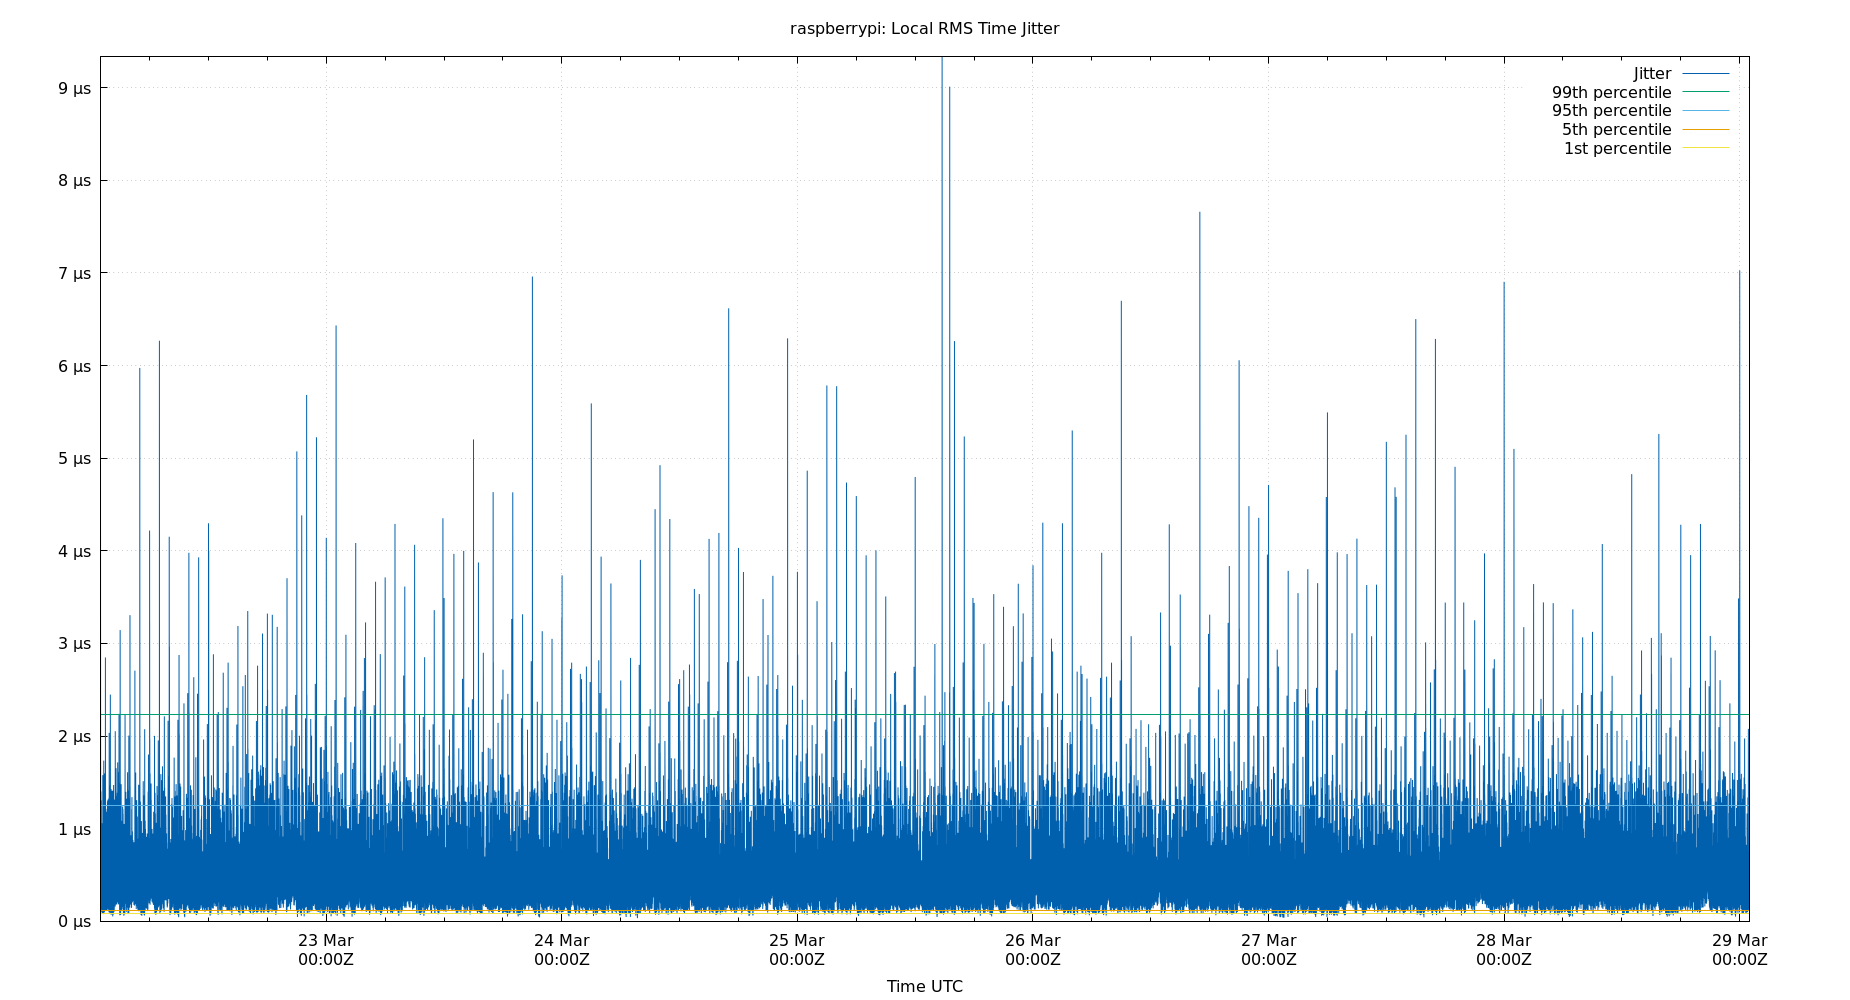 raspberrypi: Local RMS Time Jitter
9 µs
8 µs
7 µs
6 µs
5 µs
4 µs
3 µs
2 µs
1 µs
0 µs
Jitter
99th percentile
95th percentile
5th percentile
1st percentile
23 Mar
00:00Z
24 Mar
00:00Z
25 Mar
00:00Z
26 Mar
00:00Z
27 Mar
00:00Z
28 Mar
00:00Z
29 Mar
00:00Z
Time UTC